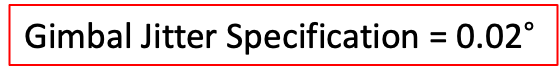 Gimbal Jitter Specification = 0.02°